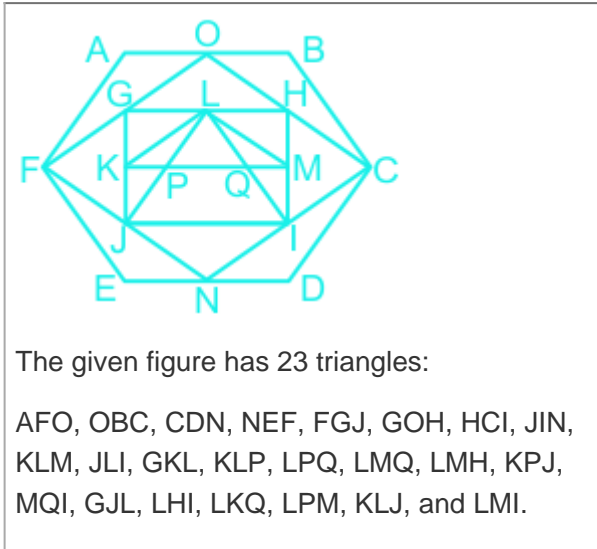 A O B
G L H
F K M C
P Q
J I
E N D
The given figure has 23 triangles:
AFO, OBC, CDN, NEF, FGJ, GOH, HCI, JIN,
KLM, JLI, GKL, KLP, LPQ, LMQ, LMH, KPJ,
MQI, GJL, LHI, LKQ, LPM, KLJ, and LMI.